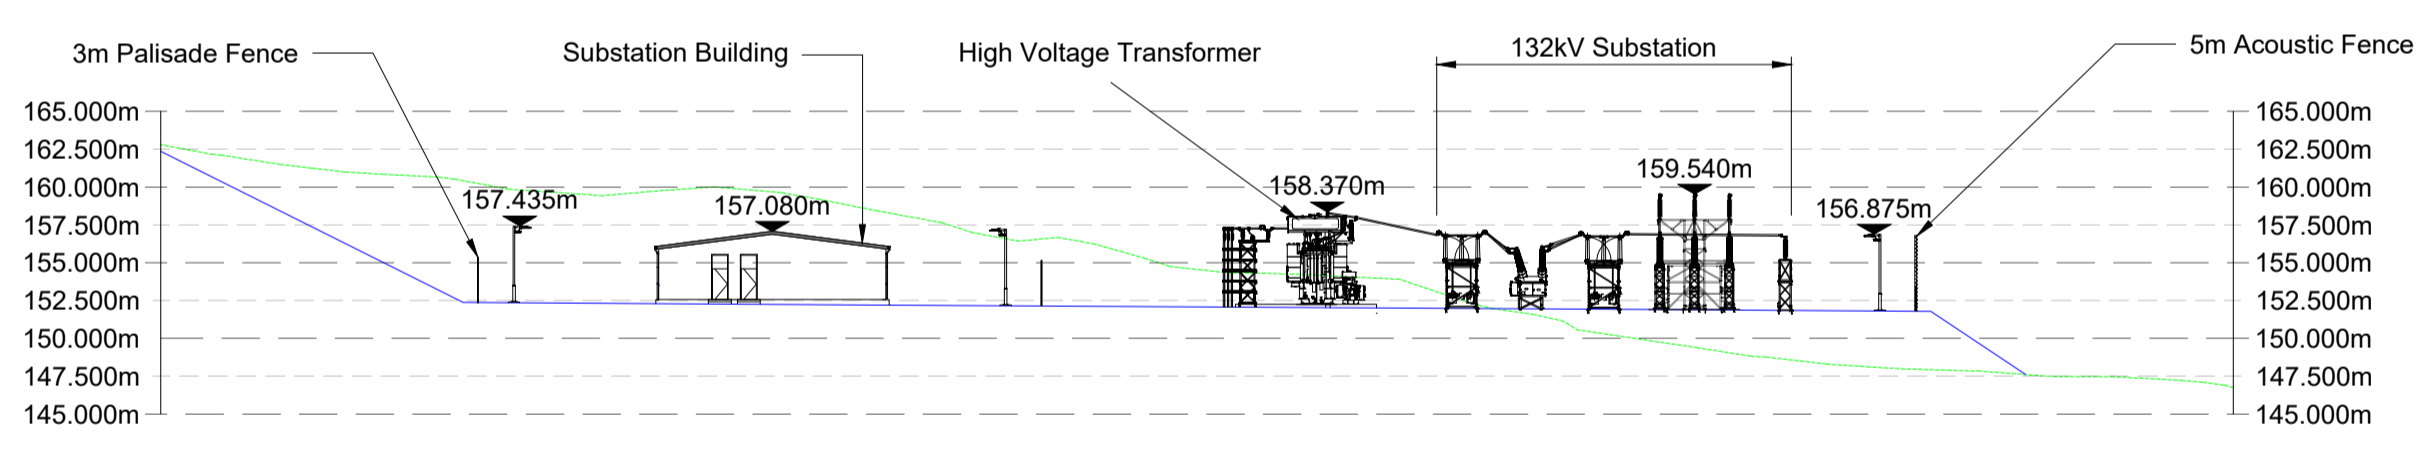 3m Palisade Fence
Substation Building
High Voltage Transformer
132kV Substation
5m Acoustic Fence
165.000m
165.000m
162.500m
162.500m
160.000m
160.000m
157.435m
157.080m
158.370m
159.540m
156.875m
157.500m
157.500m
155.000m
155.000m
152.500m
152.500m
150.000m
150.000m
147.500m
147.500m
145.000m
145.000m